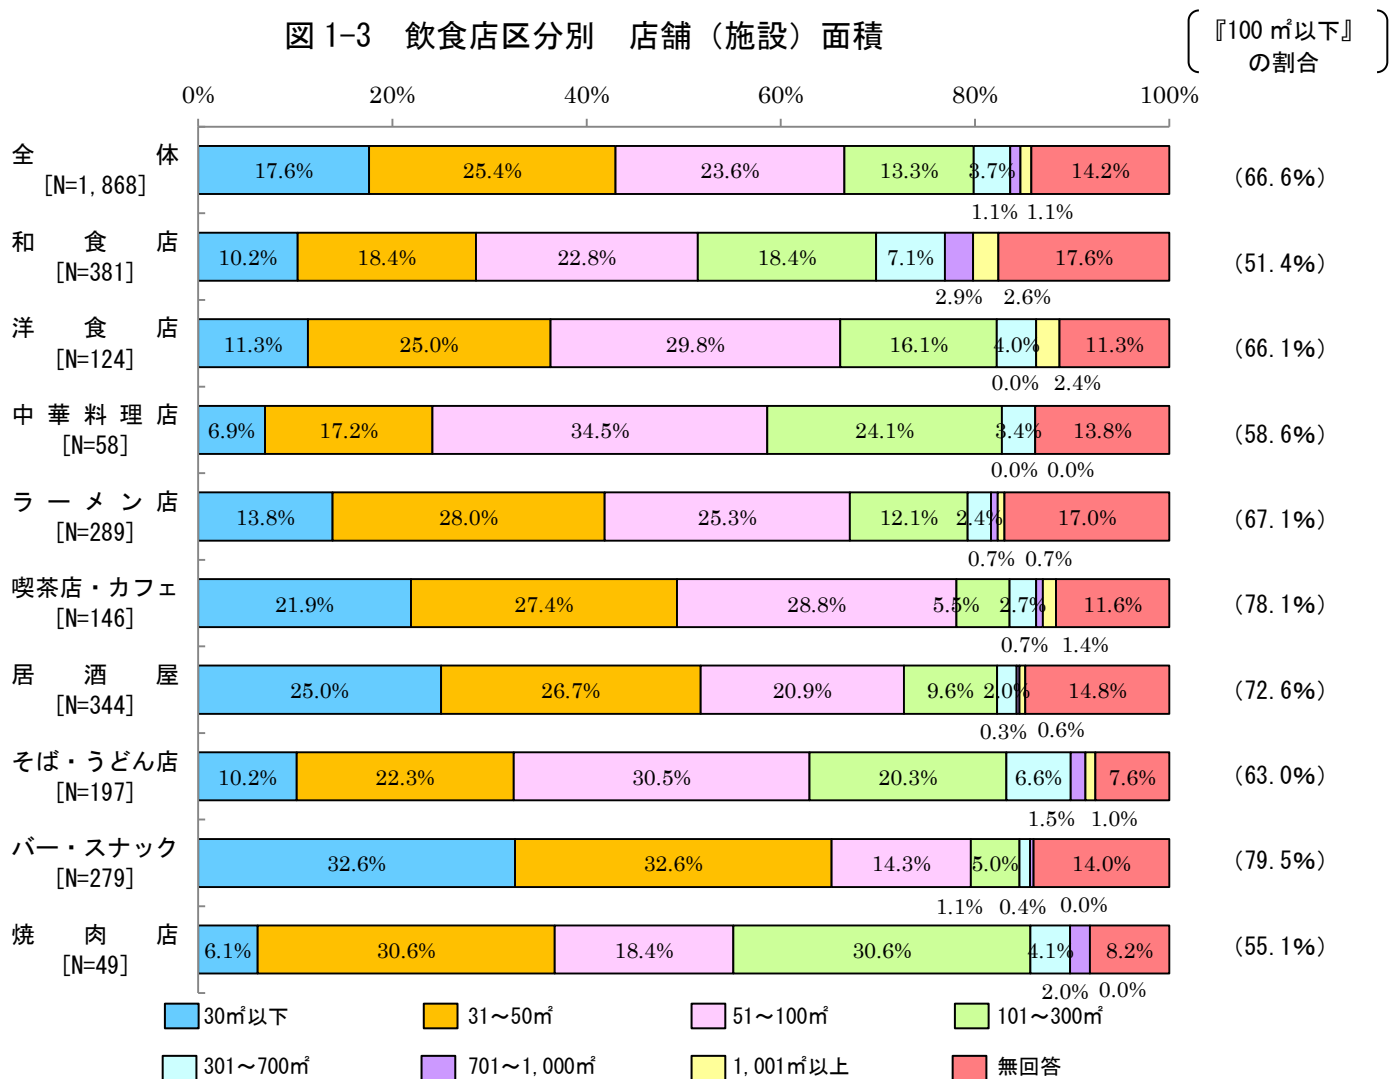 図 1-3　飲食店区分別　店舗（施設）面積
『100 ㎡以下』
の割合
0% 20% 40% 60% 80% 100%
全体
[N=1,868]
17.6% 25.4% 23.6% 13.3% 3.7% 14.2%
(66.6%)
1.1% 1.1%
和食店
[N=381]
10.2% 18.4% 22.8% 18.4% 7.1% 17.6%
(51.4%)
2.9% 2.6%
洋食店
[N=124]
11.3% 25.0% 29.8% 16.1% 4.0% 11.3%
(66.1%)
0.0% 2.4%
中華料理店
[N=58]
6.9% 17.2% 34.5% 24.1% 3.4% 13.8%
(58.6%)
0.0% 0.0%
ラーメン店
[N=289]
13.8% 28.0% 25.3% 12.1% 2.4% 17.0%
(67.1%)
0.7% 0.7%
喫茶店・カフェ
[N=146]
21.9% 27.4% 28.8% 5.5% 2.7% 11.6%
(78.1%)
0.7% 1.4%
居酒屋
[N=344]
25.0% 26.7% 20.9% 9.6% 2.0% 14.8%
(72.6%)
0.3% 0.6%
そば・うどん店
[N=197]
10.2% 22.3% 30.5% 20.3% 6.6% 7.6%
(63.0%)
1.5% 1.0%
バー・スナック
[N=279]
32.6% 32.6% 14.3% 5.0% 14.0%
(79.5%)
1.1% 0.4% 0.0%
焼肉店
[N=49]
6.1% 30.6% 18.4% 30.6% 4.1% 8.2%
(55.1%)
2.0% 0.0%
30㎡以下 31～50㎡ 51～100㎡ 101～300㎡
301～700㎡ 701～1,000㎡ 1,001㎡以上 無回答